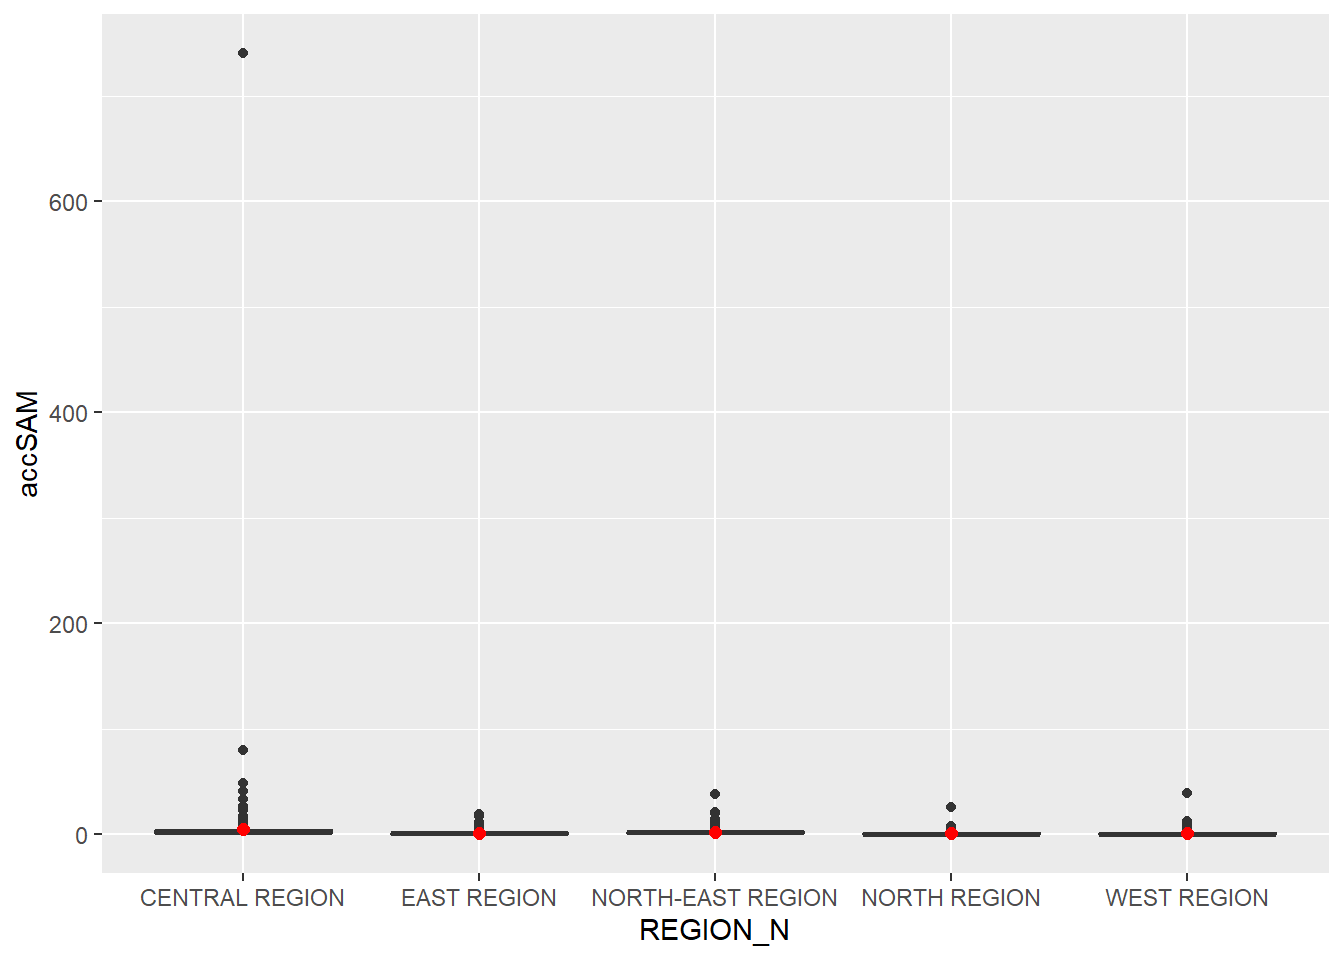 accSAM
600
400
200
0
CENTRAL REGION EAST REGION NORTH-EAST REGION NORTH REGION WEST REGION
REGION_N